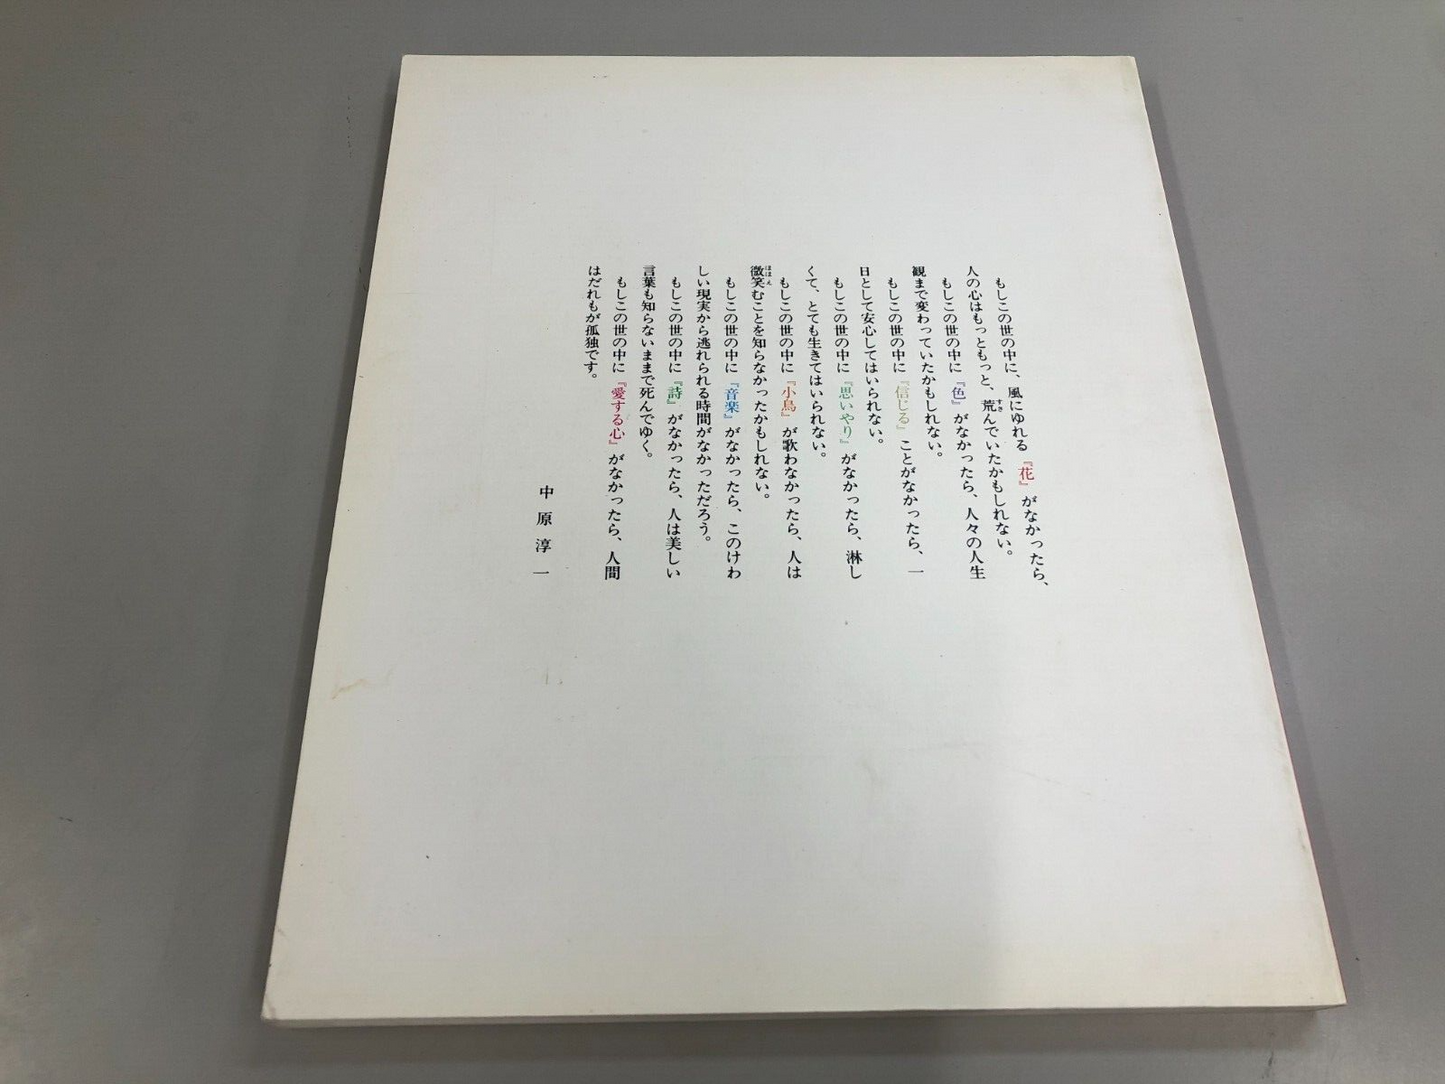 もしこの世の中に、風にゆれる『花』がなかったら、
人の心はもっともっと、荒んでいたかもしれない。
もしこの世の中に『色』がなかったら、人々の人生
観まで変わっていたかもしれない。
もしこの世の中に『信じる』ことがなかったら、一
日として安心してはいられない。
もしこの世の中に『思いやり』がなかったら、淋し
くて、とても生きてはいられない。
もしこの世の中に『小鳥』が歌わなかったら、人は
微笑むことを知らなかったかもしれない。
もしこの世の中に『音楽』がなかったら、このけわ
しい現実から逃れられる時間がなかっただろう。
もしこの世の中に『詩』がなかったら、人は美しい
言葉も知らないままで死んでゆく。
もしこの世の中に『愛する心』がなかったら、人間
はだれもが孤独です。
中原淳一